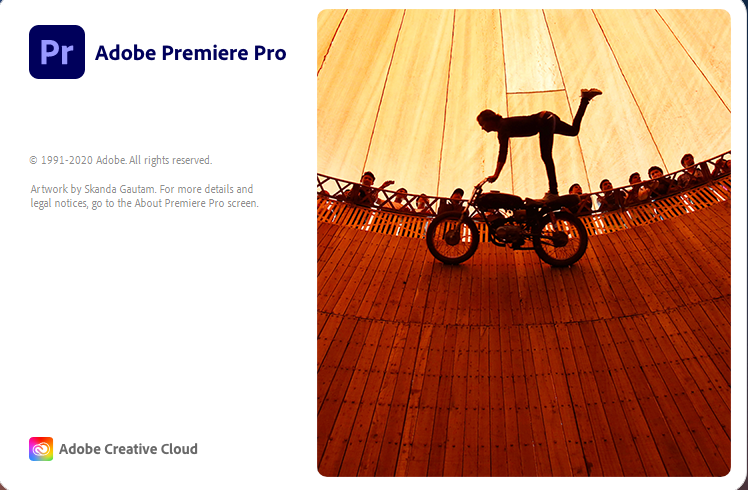 Pr
Adobe Premiere Pro
© 1991-2020 Adobe. All rights reserved.
Artwork by Skanda Gautam. For more details and
legal notices, go to the About Premiere Pro screen.
Adobe Creative Cloud